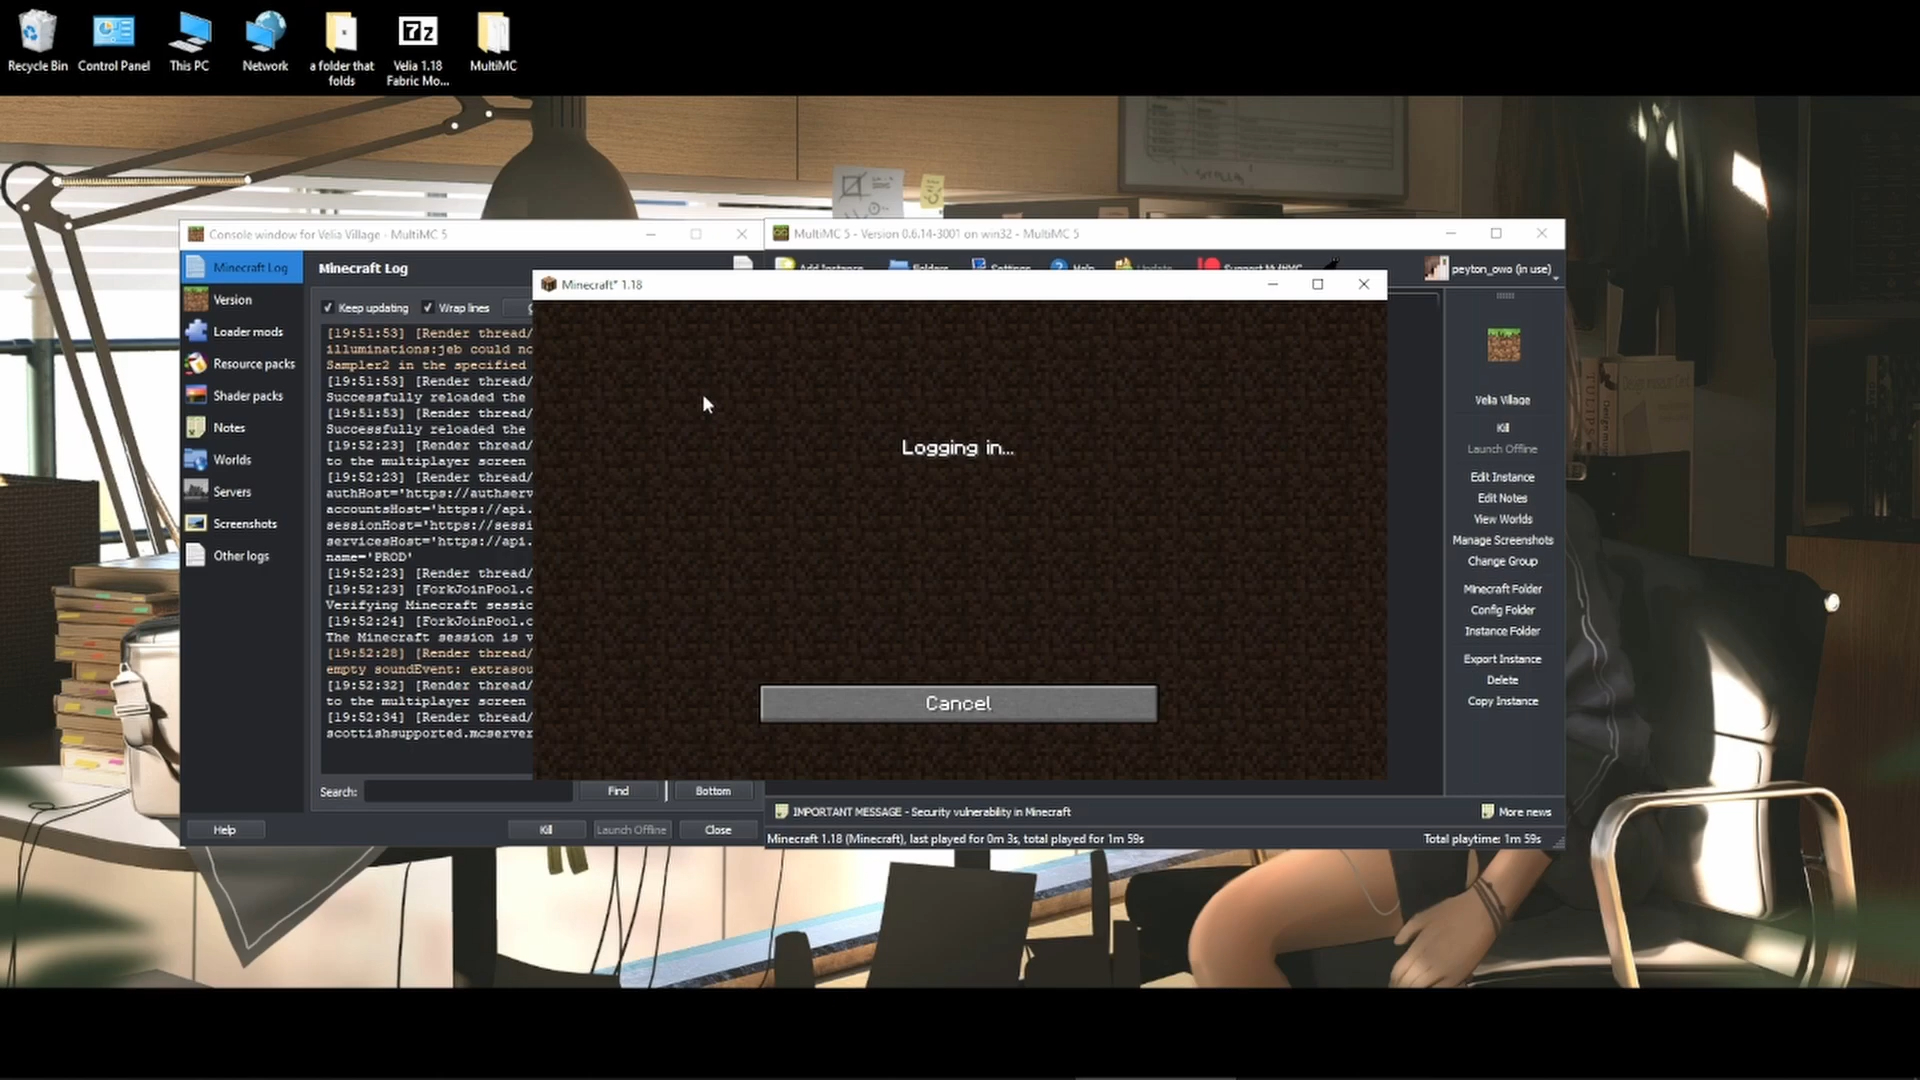 Recycle Bin
Control Panel
This PC
Network
a folder that
folds
Velia 1.18
Fabric Mo...
MultiMC
Console window for Velia Village - MultiMC 5
Minecraft Log
Version
Loader mods
Resource packs
Shader packs
Notes
Worlds
Servers
Screenshots
Other logs
Help
Minecraft Log
Keep updating
Wrap lines
[19:51:53] [Render thread/
illuminations:jeb could no
Sampler2 in the specified
[19:51:53] [Render thread/
Successfully reloaded the
[19:51:53] [Render thread/
Successfully reloaded the
[19:52:23] [Render thread/
to the multiplayer screen
[19:52:23] [Render thread/
authHost='https://authserv
accountsHost='https://api.
sessionHost='https://sessi
servicesHost='https://api.
name='PROD'
[19:52:23] [Render thread/
[19:52:23] [ForkJoinPool.c
Verifying Minecraft sessio
[19:52:24] [ForkJoinPool.c
The Minecraft session is v
[19:52:28] [Render thread/
empty soundEvent: extrasou
[19:52:32] [Render thread/
to the multiplayer screen
[19:52:34] [Render thread/
scottishsupported.mcserver
Search:
Find
Bottom
Kill
Launch Offline
Close
MultiMC 5 - Version 0.6.14-3001 on win32 - MultiMC 5
Add Instance
Folders
Settings
Help
Update
Support MultiMC
peyton_owo (in use)
Minecraft* 1.18
Logging in...
Cancel
Velia Village
Kill
Launch Offline
Edit Instance
Edit Notes
View Worlds
Manage Screenshots
Change Group
Minecraft Folder
Config Folder
Instance Folder
Export Instance
Delete
Copy Instance
IMPORTANT MESSAGE - Security vulnerability in Minecraft
More news
Minecraft 1.18 (Minecraft), last played for 0m 3s, total played for 1m 59s
Total playtime: 1m 59s